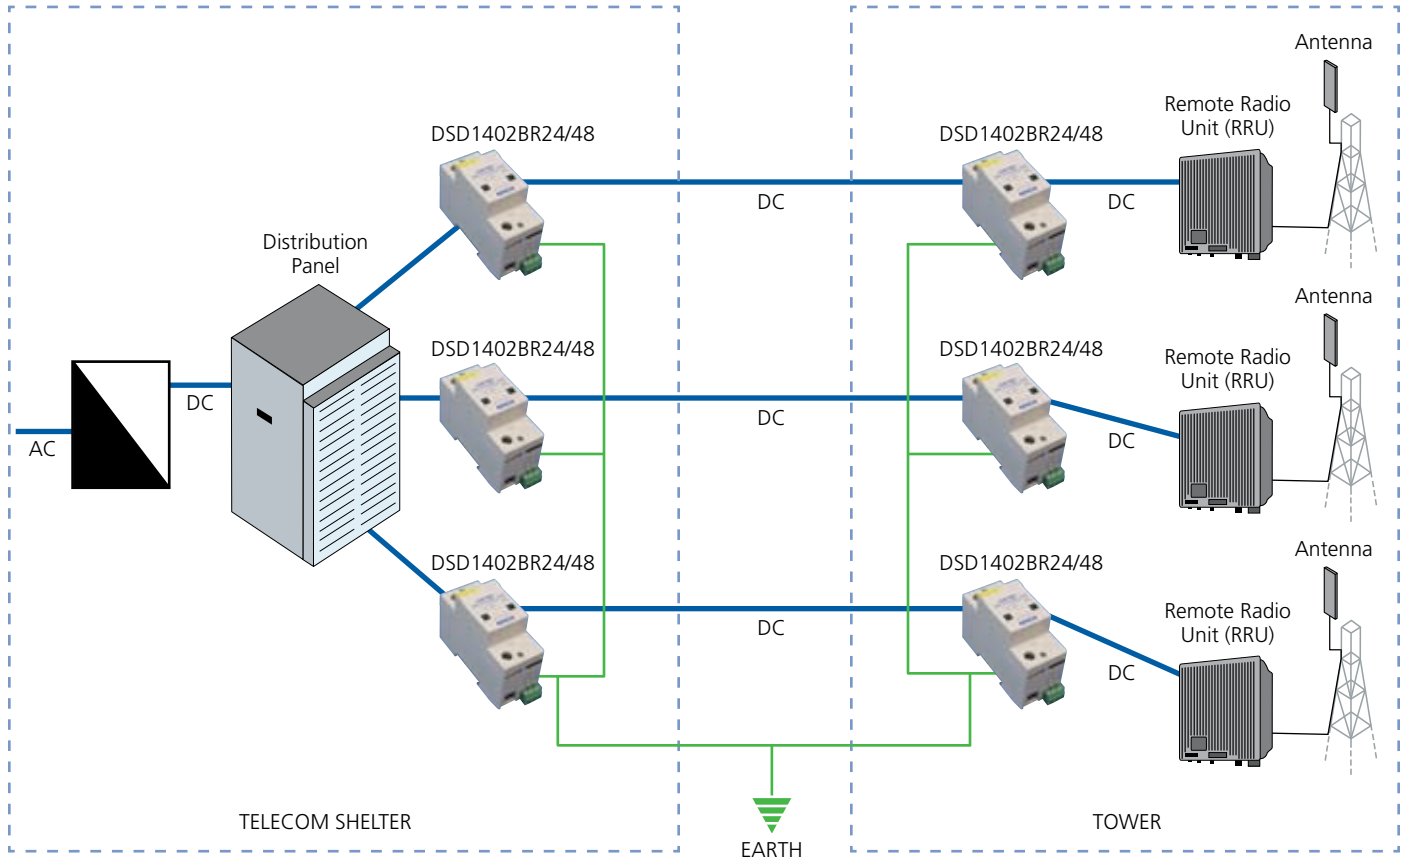 Antenna
Remote Radio
Unit (RRU)
DSD1402BR24/48
DSD1402BR24/48
DC
DC
Distribution
Panel
Antenna
DSD1402BR24/48
DSD1402BR24/48
Remote Radio
Unit (RRU)
DC
AC
DC
DC
Antenna
DSD1402BR24/48
DSD1402BR24/48
Remote Radio
Unit (RRU)
DC
DC
TELECOM SHELTER
TOWER
EARTH